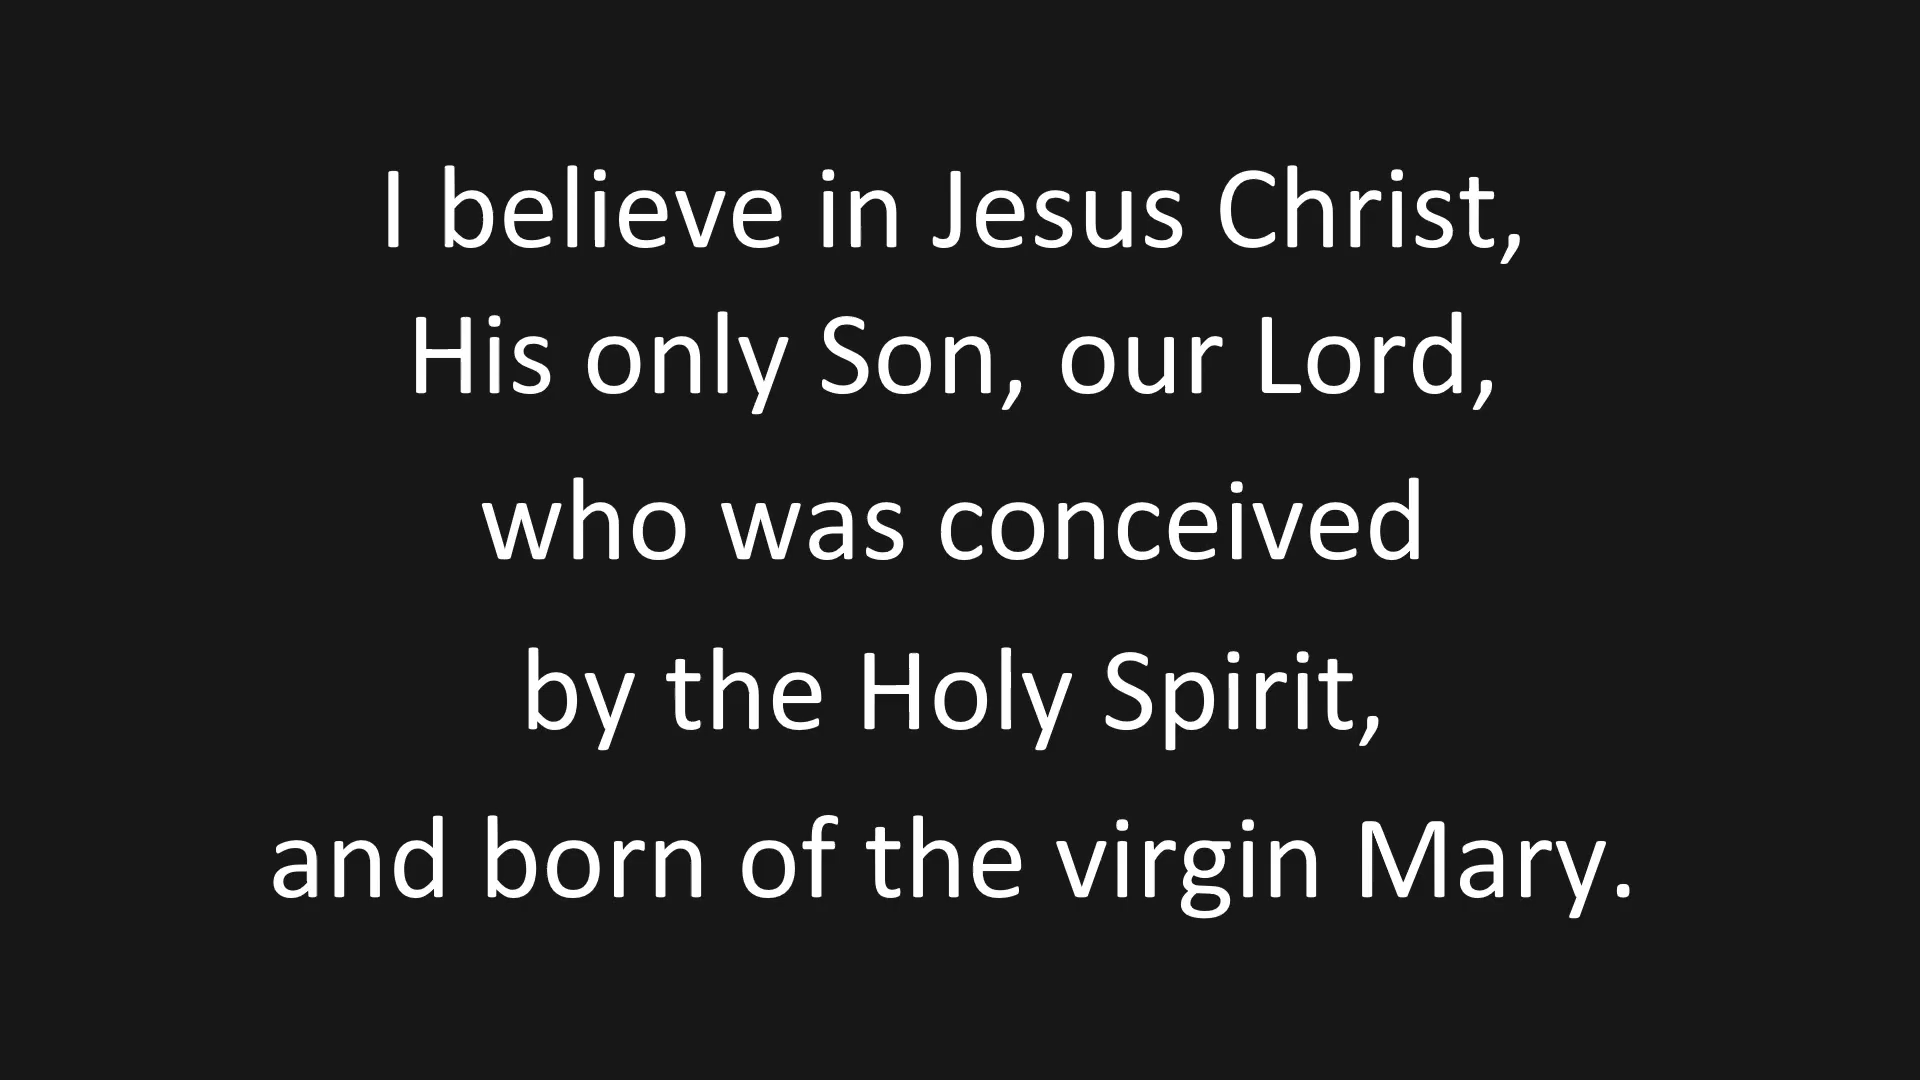 I believe in Jesus Christ,
His only Son, our Lord,
who was conceived
by the Holy Spirit,
and born of the virgin Mary.